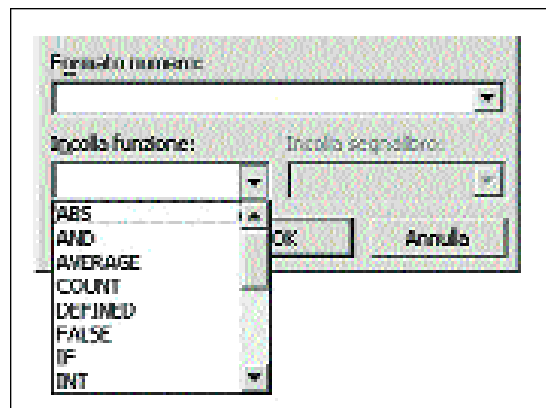 Formato numero:
Incolla funzione: Incolla segnalibro:
ABS
AND OK Annulla
AVERAGE
COUNT
DEFINED
FALSE
IF
INT